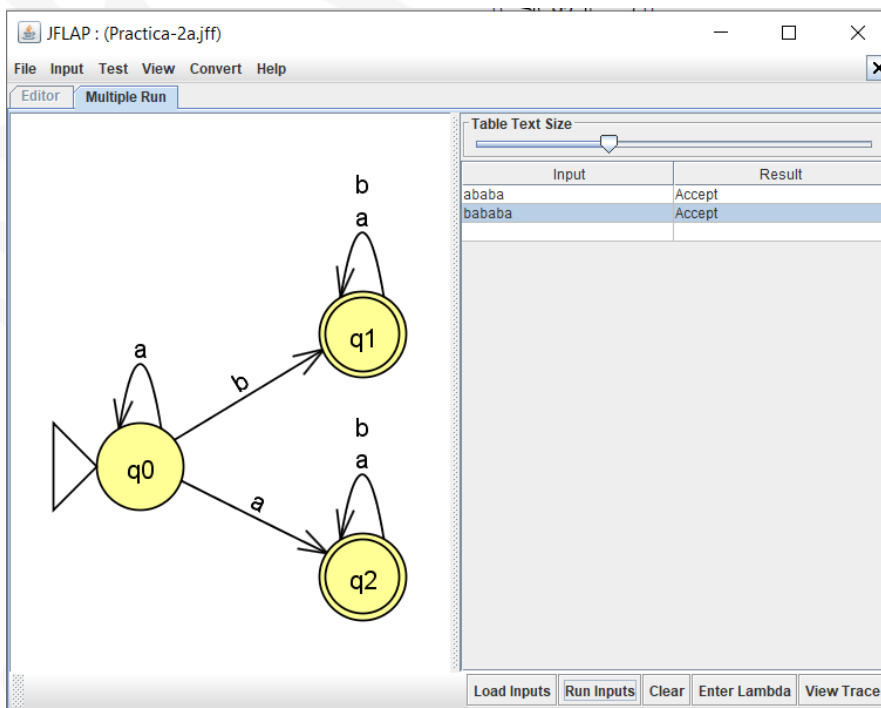 JFLAP : (Practica-2a.jff)
File Input Test View Convert Help
Editor Multiple Run
Table Text Size
Input Result
ababa Accept
bababa Accept
b
a
q1
a
b
q0
b
a
a
q2
Load Inputs Run Inputs Clear Enter Lambda View Trace